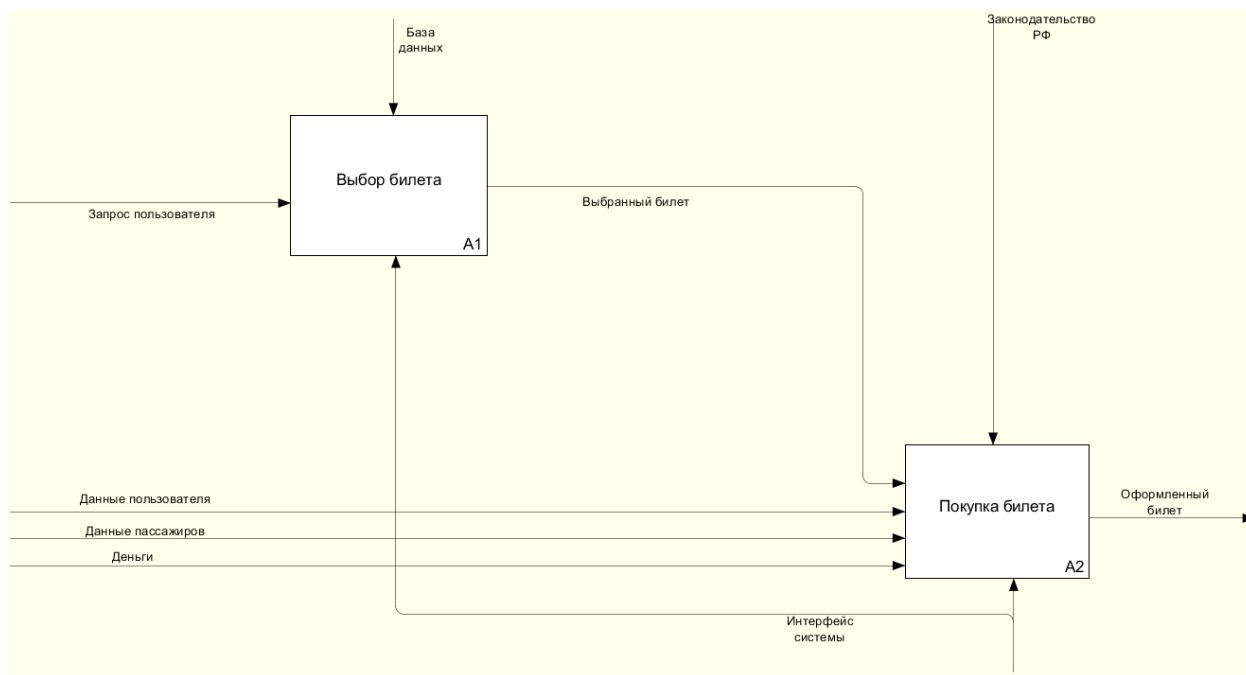 База
данных
Законодательство
РФ
Выбор билета
A1
Запрос пользователя
Выбранный билет
Данные пользователя
Данные пассажиров
Деньги
Покупка билета
A2
Оформленный
билет
Интерфейс
системы